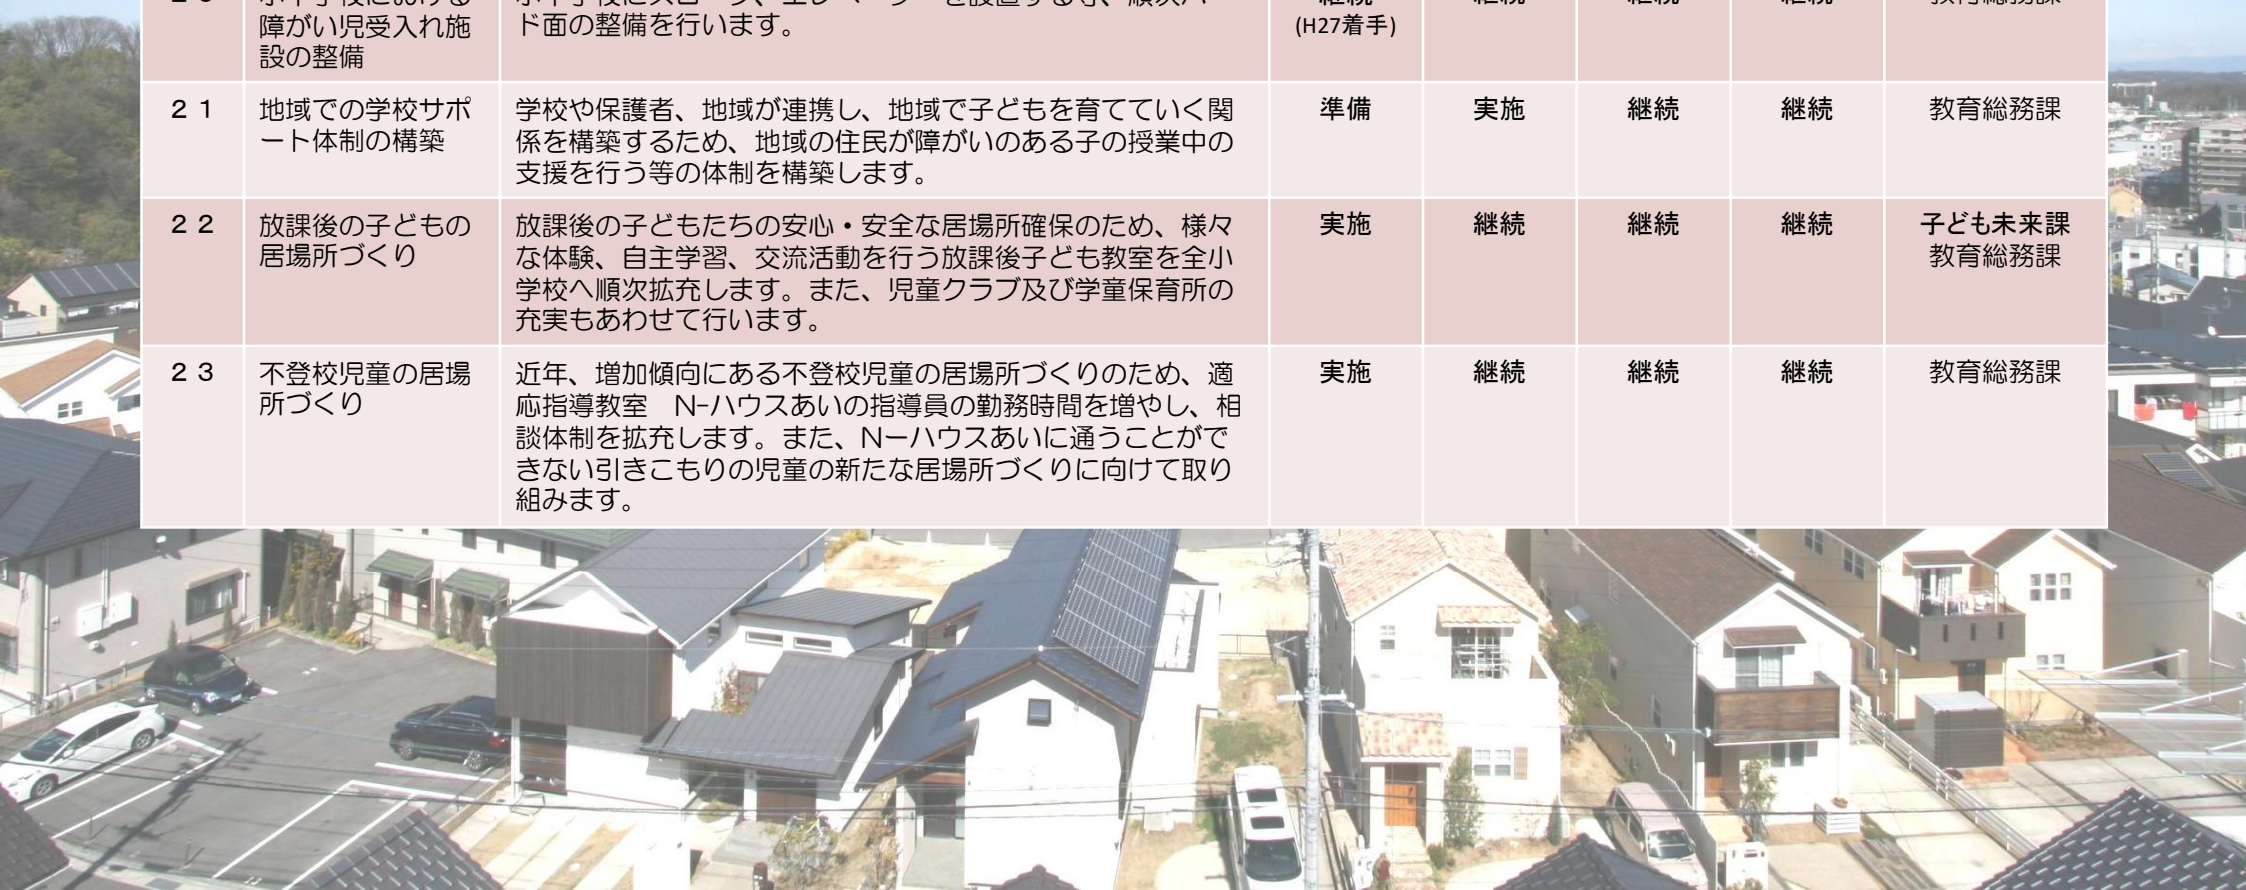 障がい児受入れ施
設の整備
ド面の整備を行います。
(H27着手)
２１
地域での学校サポ
ート体制の構築
学校や保護者、地域が連携し、地域で子どもを育てていく関
係を構築するため、地域の住民が障がいのある子の授業中の
支援を行う等の体制を構築します。
準備
実施
継続
継続
教育総務課
２２
放課後の子どもの
居場所づくり
放課後の子どもたちの安心・安全な居場所確保のため、様々
な体験、自主学習、交流活動を行う放課後子ども教室を全小
学校へ順次拡充します。また、児童クラブ及び学童保育所の
充実もあわせて行います。
実施
継続
継続
継続
子ども未来課
教育総務課
２３
不登校児童の居場
所づくり
近年、増加傾向にある不登校児童の居場所づくりのため、適
応指導教室　N-ハウスあいの指導員の勤務時間を増やし、相
談体制を拡充します。また、Nーハウスあいに通うことがで
きない引きこもりの児童の新たな居場所づくりに向けて取り
組みます。
実施
継続
継続
継続
教育総務課